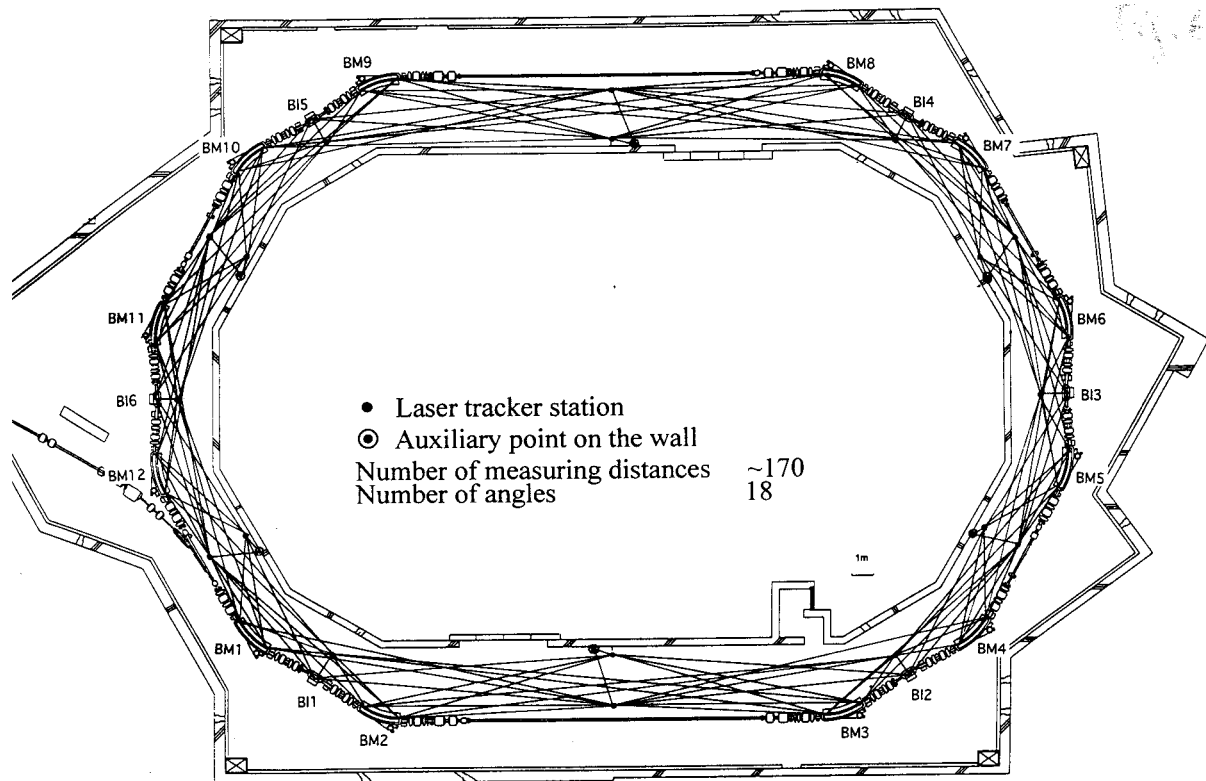 BM9
BM8
BI5
BI4
BM10
BM7
BM11
BM6
BI6
BI3
Laser tracker station
Auxiliary point on the wall
Number of measuring distances ~170
Number of angles 18
BM12
BM5
1m
BM1
BM4
BI1
BI2
BM2
BM3